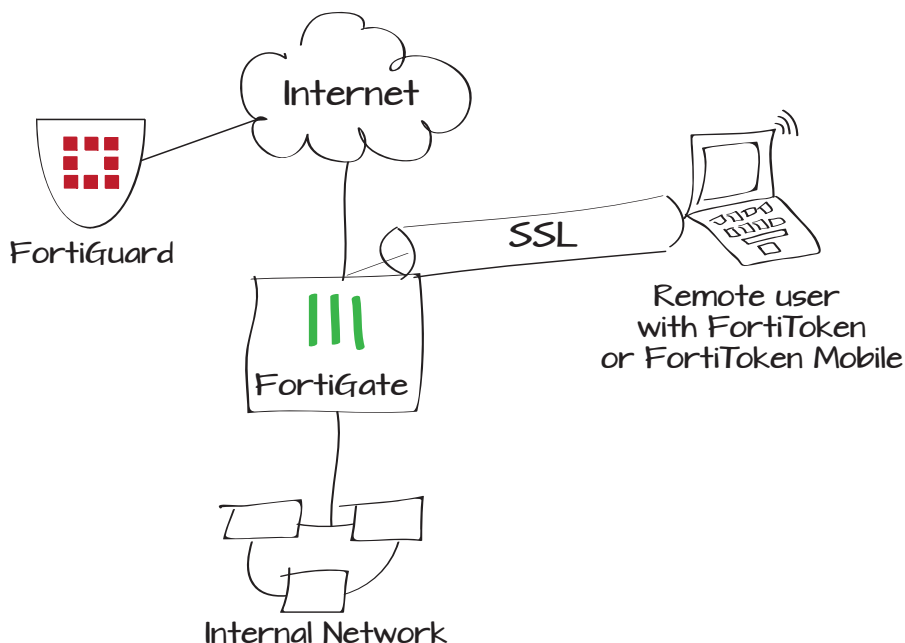 Internet
FortiGuard
SSL
Remote user
with FortiToken
or FortiToken Mobile
FortiGate
Internal Network